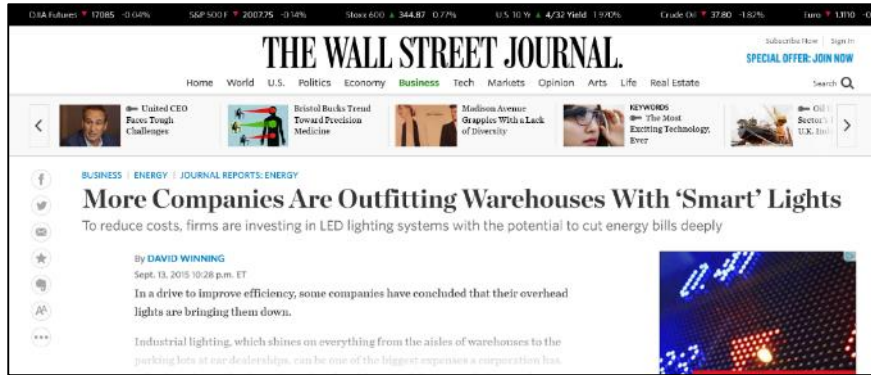 DJIA Futures ▼ 17085 -0.04%
S&P 500 F ▼ 2007.75 -0.14%
Stoxx 600 ▲ 344.87 0.77%
U.S. 10 Yr ▲ 4/32 Yield 1.970%
Crude Oil ▼ 37.80 -1.82%
Euro ▼ 1.1110
THE WALL STREET JOURNAL.
Subscribe Now | Sign In
SPECIAL OFFER: JOIN NOW
Home World U.S. Politics Economy Business Tech Markets Opinion Arts Life Real Estate
Search
United CEO
Faces Tough
Challenges
Bristol Bucks Trend
Toward Precision
Medicine
Madison Avenue
Grapples With a Lack
of Diversity
KEYWORDS
The Most
Exciting Technology,
Ever
Sector's
U.K.
BUSINESS | ENERGY | JOURNAL REPORTS: ENERGY
More Companies Are Outfitting Warehouses With ‘Smart’ Lights
To reduce costs, firms are investing in LED lighting systems with the potential to cut energy bills deeply
By DAVID WINNING
Sept. 13, 2015 10:28 p.m. ET
In a drive to improve efficiency, some companies have concluded that their overhead
lights are bringing them down.
Industrial lighting, which shines on everything from the aisles of warehouses to the
parking lots at car dealerships, can be one of the biggest expenses a corporation has.
AA